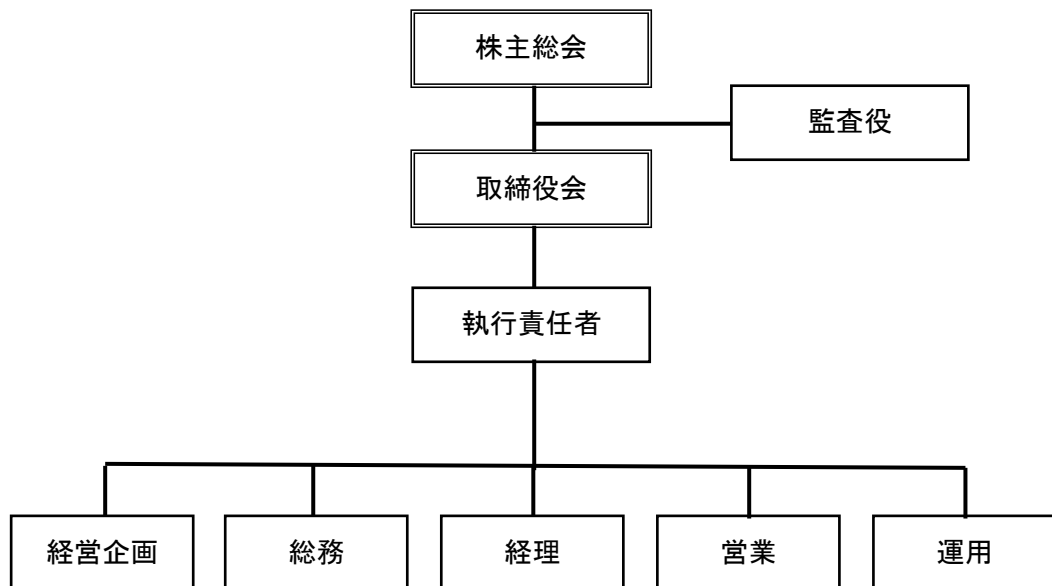 株主総会
監査役
取締役会
執行責任者
経営企画
総務
経理
営業
運用